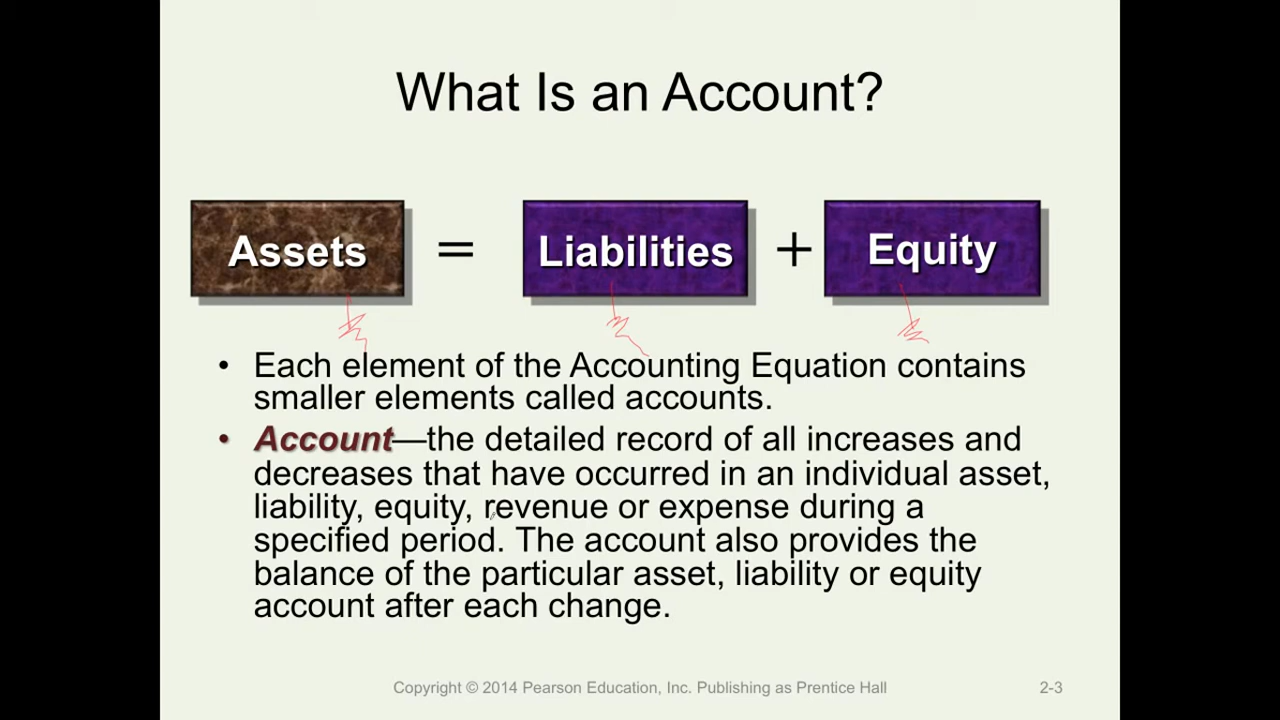 What Is an Account?
Assets = Liabilities + Equity
• Each element of the Accounting Equation contains
smaller elements called accounts.
• Account—the detailed record of all increases and
decreases that have occurred in an individual asset,
liability, equity, revenue or expense during a
specified period. The account also provides the
balance of the particular asset, liability or equity
account after each change.
Copyright © 2014 Pearson Education, Inc. Publishing as Prentice Hall 2-3